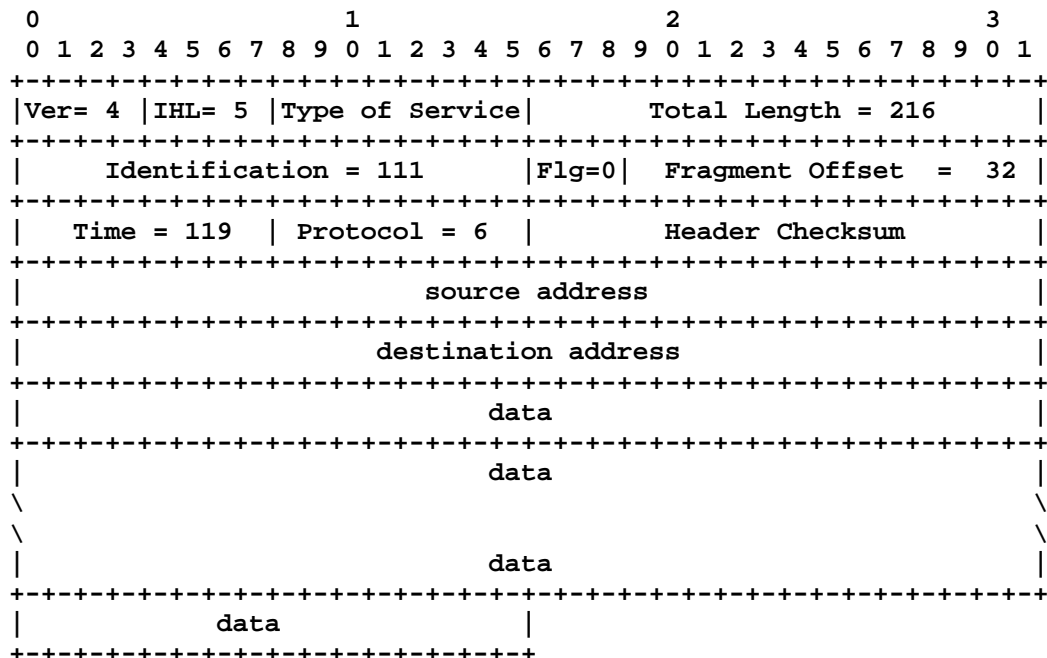 0                   1                   2                   3
0 1 2 3 4 5 6 7 8 9 0 1 2 3 4 5 6 7 8 9 0 1 2 3 4 5 6 7 8 9 0 1
+-+-+-+-+-+-+-+-+-+-+-+-+-+-+-+-+-+-+-+-+-+-+-+-+-+-+-+-+-+-+-+-+
|Ver= 4 |IHL= 5 |Type of Service|        Total Length = 216       |
+-+-+-+-+-+-+-+-+-+-+-+-+-+-+-+-+-+-+-+-+-+-+-+-+-+-+-+-+-+-+-+-+
|     Identification = 111      |Flg=0|  Fragment Offset  =  32 |
+-+-+-+-+-+-+-+-+-+-+-+-+-+-+-+-+-+-+-+-+-+-+-+-+-+-+-+-+-+-+-+-+
|   Time = 119  | Protocol = 6  |        Header Checksum        |
+-+-+-+-+-+-+-+-+-+-+-+-+-+-+-+-+-+-+-+-+-+-+-+-+-+-+-+-+-+-+-+-+
|                         source address                        |
+-+-+-+-+-+-+-+-+-+-+-+-+-+-+-+-+-+-+-+-+-+-+-+-+-+-+-+-+-+-+-+-+
|                      destination address                      |
+-+-+-+-+-+-+-+-+-+-+-+-+-+-+-+-+-+-+-+-+-+-+-+-+-+-+-+-+-+-+-+-+
|                             data                              |
+-+-+-+-+-+-+-+-+-+-+-+-+-+-+-+-+-+-+-+-+-+-+-+-+-+-+-+-+-+-+-+-+
|                             data                              |
\                                                               \
\                                                               \
|                             data                              |
+-+-+-+-+-+-+-+-+-+-+-+-+-+-+-+-+-+-+-+-+-+-+-+-+-+-+-+-+-+-+-+-+
|            data               |
+-+-+-+-+-+-+-+-+-+-+-+-+-+-+-+-+